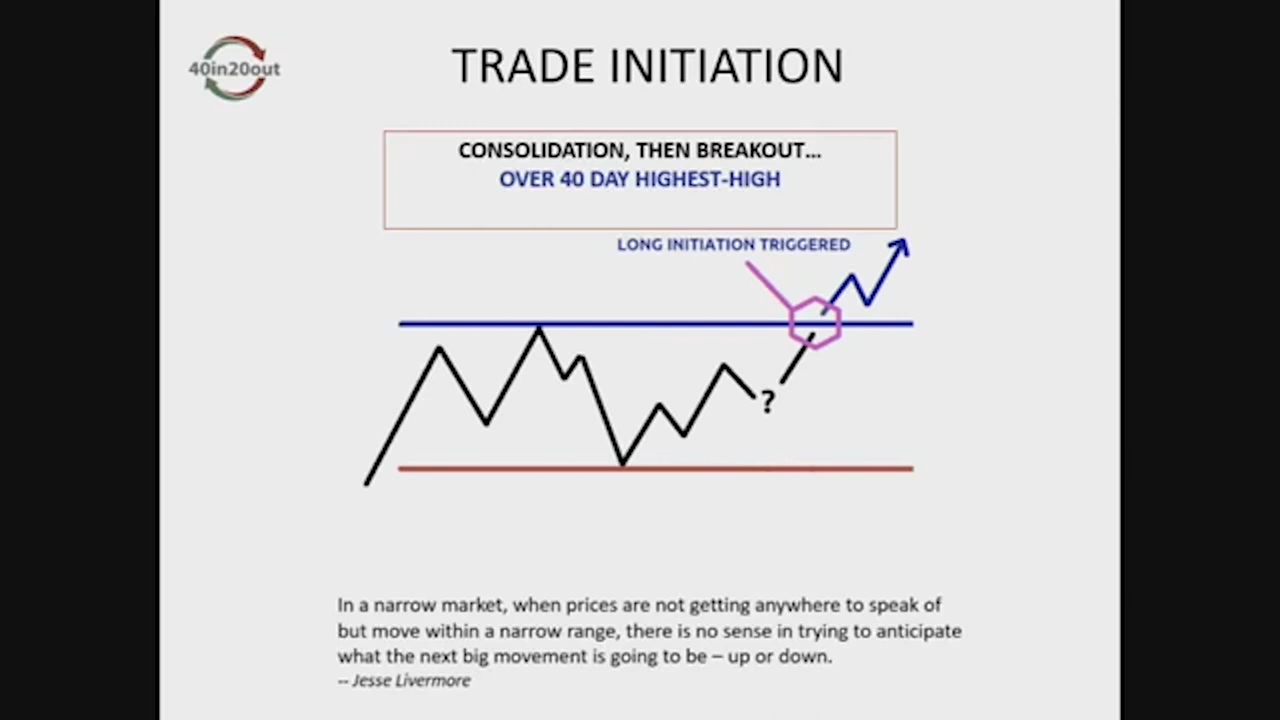 40in20out
TRADE INITIATION
CONSOLIDATION, THEN BREAKOUT...
OVER 40 DAY HIGHEST-HIGH
LONG INITIATION TRIGGERED
?
In a narrow market, when prices are not getting anywhere to speak of
but move within a narrow range, there is no sense in trying to anticipate
what the next big movement is going to be – up or down.
-- Jesse Livermore